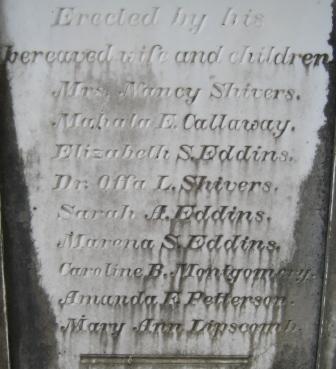 Erected by his
bereaved wife and children
Mrs. Nancy Shivers.
Mahala E. Callaway.
Elizabeth S. Eddins.
Dr. Offa L. Shivers.
Sarah A. Eddins.
Marena S. Eddins.
Caroline B. Montgomery.
Amanda F. Petterson.
Mary Ann Lipscomb.